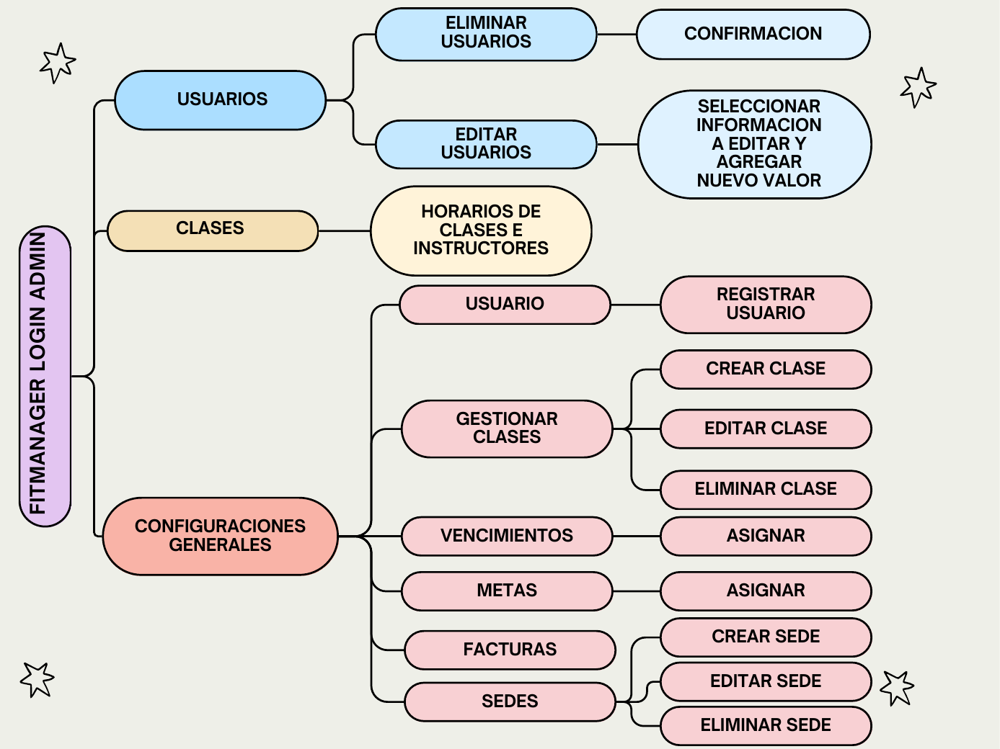 FITMANAGER LOGIN ADMIN
USUARIOS
ELIMINAR
USUARIOS
CONFIRMACION
EDITAR
USUARIOS
SELECCIONAR
INFORMACION
A EDITAR Y
AGREGAR
NUEVO VALOR
CLASES
HORARIOS DE
CLASES E
INSTRUCTORES
CONFIGURACIONES
GENERALES
USUARIO
REGISTRAR
USUARIO
GESTIONAR
CLASES
CREAR CLASE
EDITAR CLASE
ELIMINAR CLASE
VENCIMIENTOS
ASIGNAR
METAS
ASIGNAR
FACTURAS
SEDES
CREAR SEDE
EDITAR SEDE
ELIMINAR SEDE